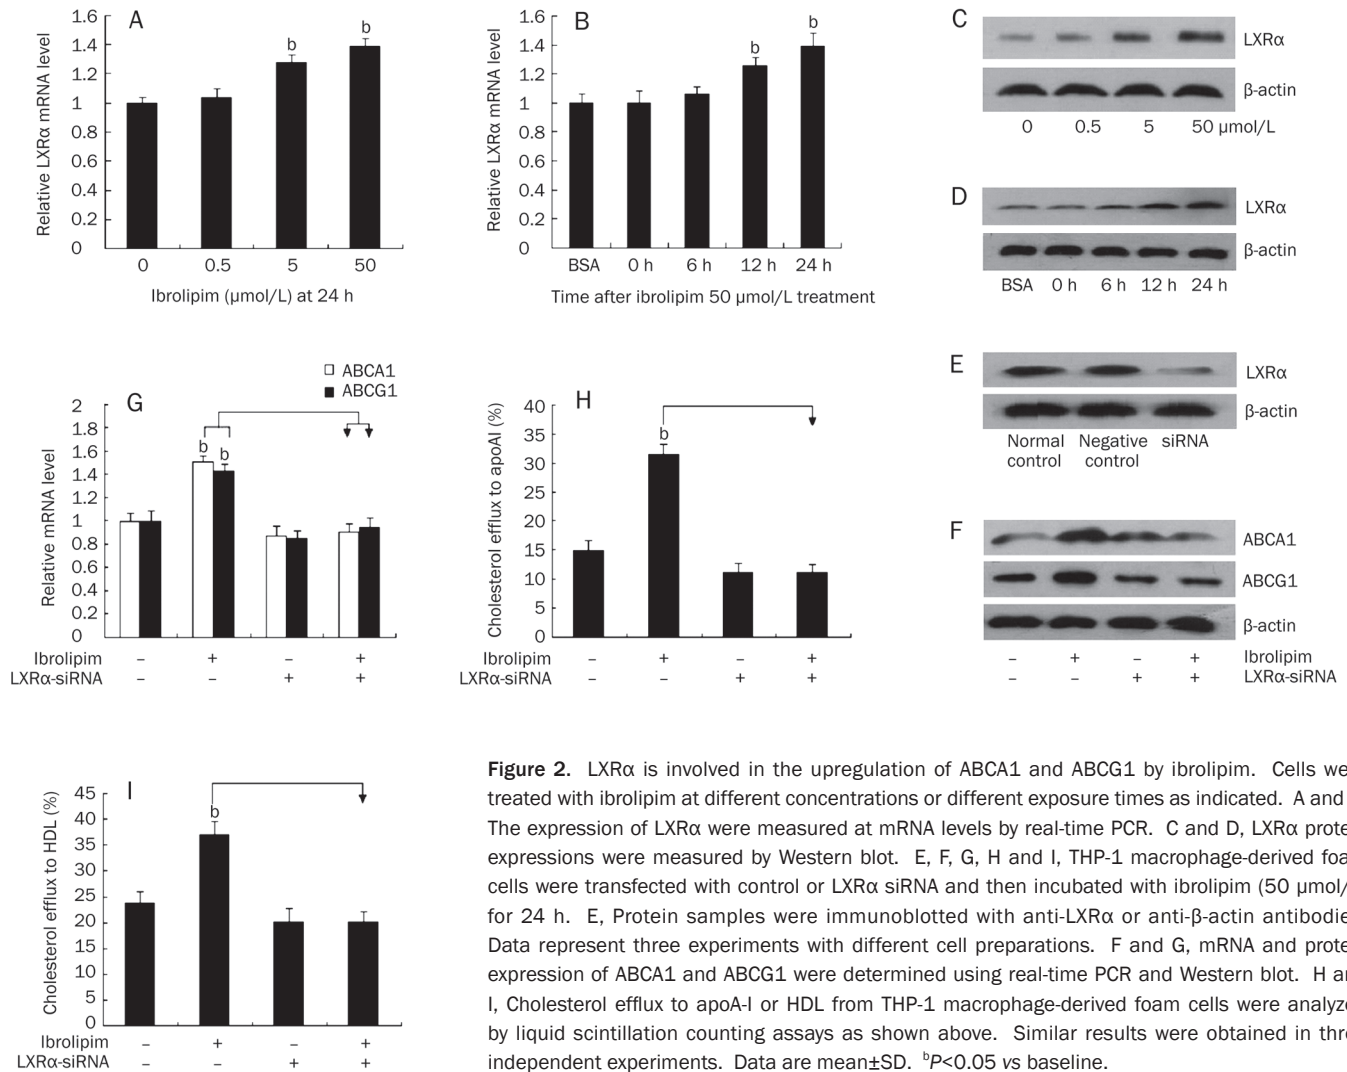 A
1.6
1.4
1.2
1
0.8
0.6
0.4
0.2
0
Relative LXRα mRNA level
b
b
0 0.5 5 50
Ibrolipim (µmol/L) at 24 h
B
1.6
1.4
1.2
1
0.8
0.6
0.4
0.2
0
Relative LXRα mRNA level
b
b
BSA 0 h 6 h 12 h 24 h
Time after ibrolipim 50 µmol/L treatment
C
LXRα
β-actin
0 0.5 5 50 µmol/L
D
LXRα
β-actin
BSA 0 h 6 h 12 h 24 h
E
LXRα
β-actin
Normal Negative siRNA
control control
F
ABCA1
ABCG1
β-actin
– + – + Ibrolipim
– – + + LXRα-siRNA
G
ABCA1
ABCG1
2
1.8
1.6
1.4
1.2
1
0.8
0.6
0.4
0.2
0
Relative mRNA level
b b
Ibrolipim – + – +
LXRα-siRNA – – + +
H
40
35
30
25
20
15
10
5
0
Cholesterol efflux to apoAI (%)
b
Ibrolipim – + – +
LXRα-siRNA – – + +
I
45
40
35
30
25
20
15
10
5
0
Cholesterol efflux to HDL (%)
b
Ibrolipim – + – +
LXRα-siRNA – – + +
Figure 2. LXRα is involved in the upregulation of ABCA1 and ABCG1 by ibrolipim. Cells we
treated with ibrolipim at different concentrations or different exposure times as indicated. A and
The expression of LXRα were measured at mRNA levels by real-time PCR. C and D, LXRα prote
expressions were measured by Western blot. E, F, G, H and I, THP-1 macrophage-derived foa
cells were transfected with control or LXRα siRNA and then incubated with ibrolipim (50 µmol/
for 24 h. E, Protein samples were immunoblotted with anti-LXRα or anti-β-actin antibodie
Data represent three experiments with different cell preparations. F and G, mRNA and prote
expression of ABCA1 and ABCG1 were determined using real-time PCR and Western blot. H an
I, Cholesterol efflux to apoA-I or HDL from THP-1 macrophage-derived foam cells were analyze
by liquid scintillation counting assays as shown above. Similar results were obtained in thre
independent experiments. Data are mean±SD. ᵇP<0.05 vs baseline.